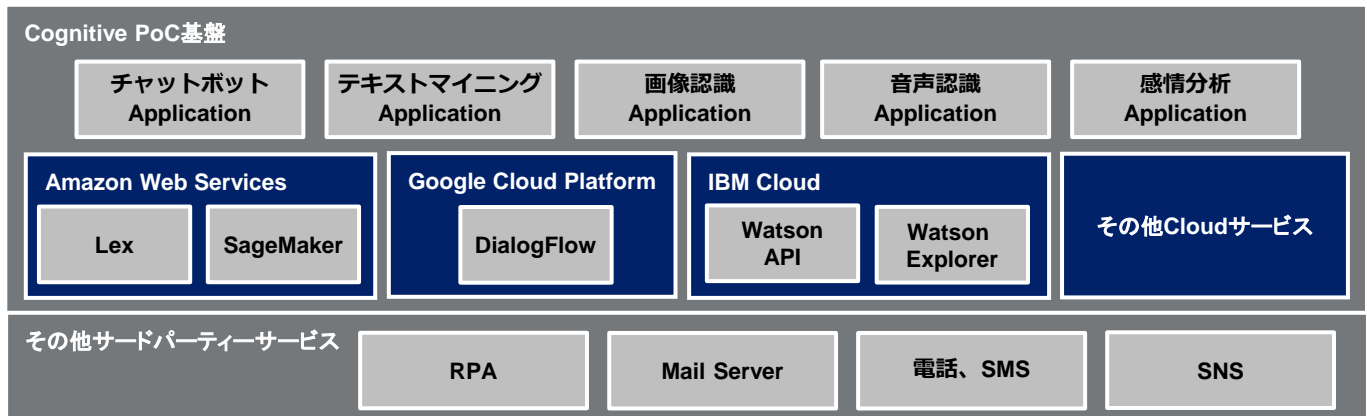 Cognitive PoC基盤
チャットボット
Application
テキストマイニング
Application
画像認識
Application
音声認識
Application
感情分析
Application
Amazon Web Services
Lex
SageMaker
Google Cloud Platform
DialogFlow
IBM Cloud
Watson
API
Watson
Explorer
その他Cloudサービス
その他サードパーティーサービス
RPA
Mail Server
電話、SMS
SNS